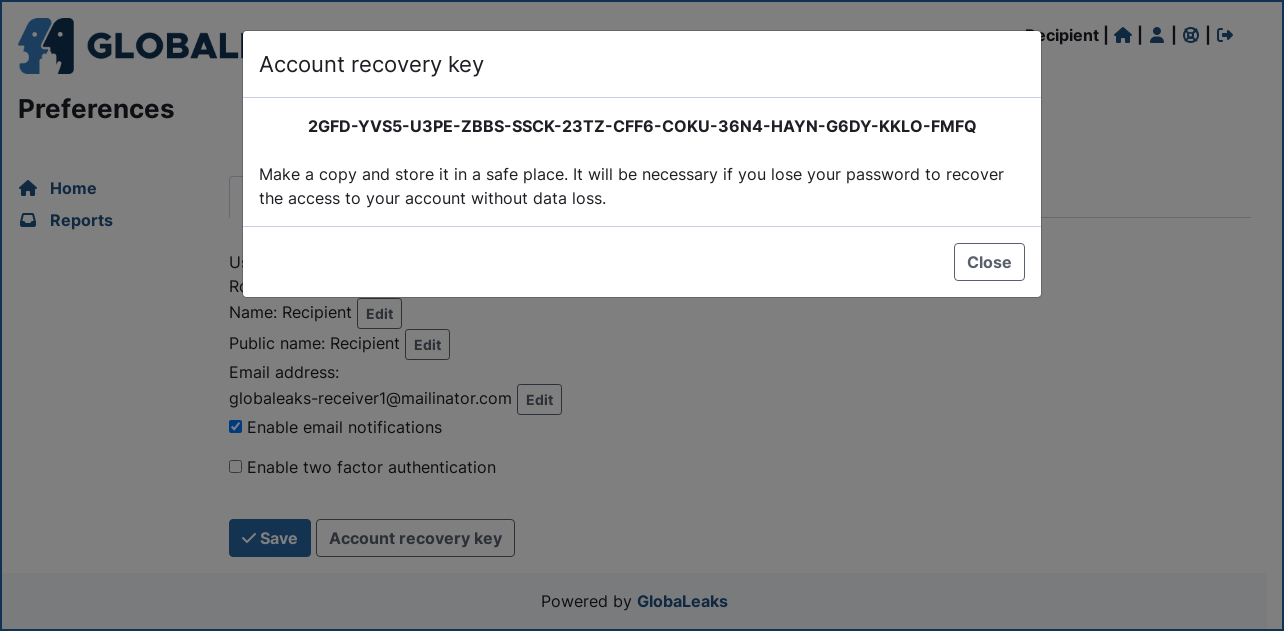 GLOBAL
Recipient | | | |
Account recovery key
Preferences
2GFD-YVS5-U3PE-ZBBS-SSCK-23TZ-CFF6-COKU-36N4-HAYN-G6DY-KKLO-FMFQ
Make a copy and store it in a safe place. It will be necessary if you lose your password to recover
the access to your account without data loss.
Home
Reports
Close
Us
Ro
Name: Recipient Edit
Public name: Recipient Edit
Email address:
globaleaks-receiver1@mailinator.com Edit
Enable email notifications
Enable two factor authentication
Save Account recovery key
Powered by GlobaLeaks